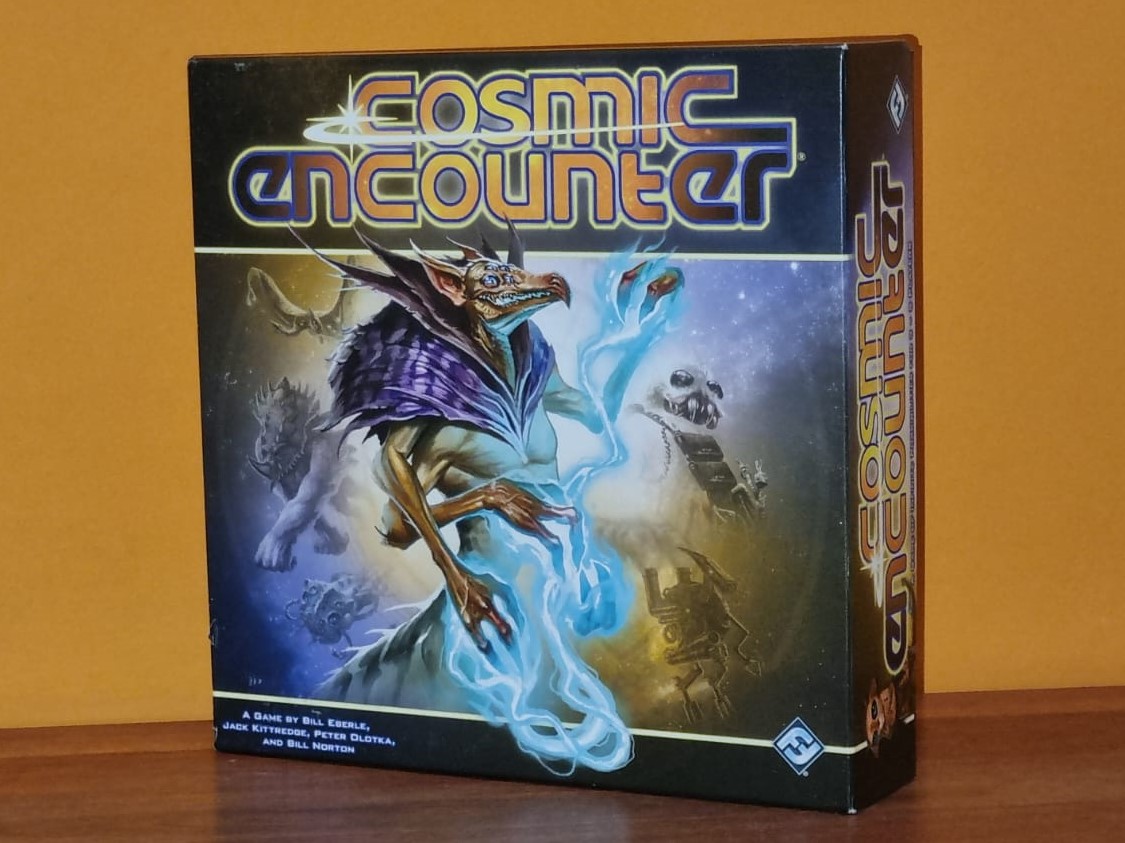 COSMIC
encounter
A GAME BY BILL EBERLE,
JACK KITTREDGE, PETER OLOTKA,
AND BILL NORTON
COSMIC
encounter